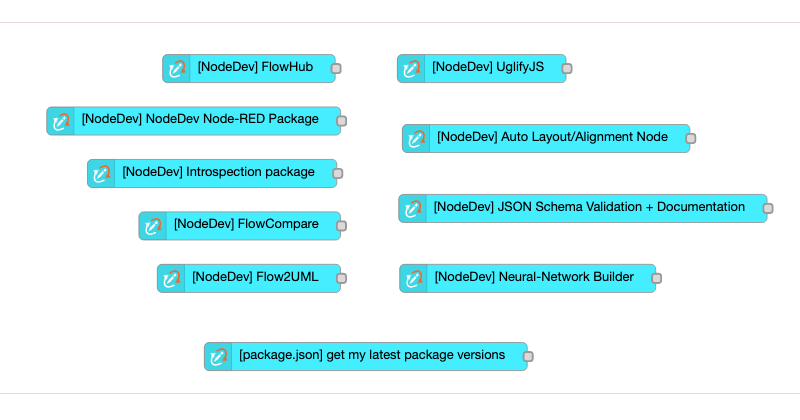 [NodeDev] FlowHub
[NodeDev] UglifyJS
[NodeDev] NodeDev Node-RED Package
[NodeDev] Auto Layout/Alignment Node
[NodeDev] Introspection package
[NodeDev] JSON Schema Validation + Documentation
[NodeDev] FlowCompare
[NodeDev] Flow2UML
[NodeDev] Neural-Network Builder
[package.json] get my latest package versions